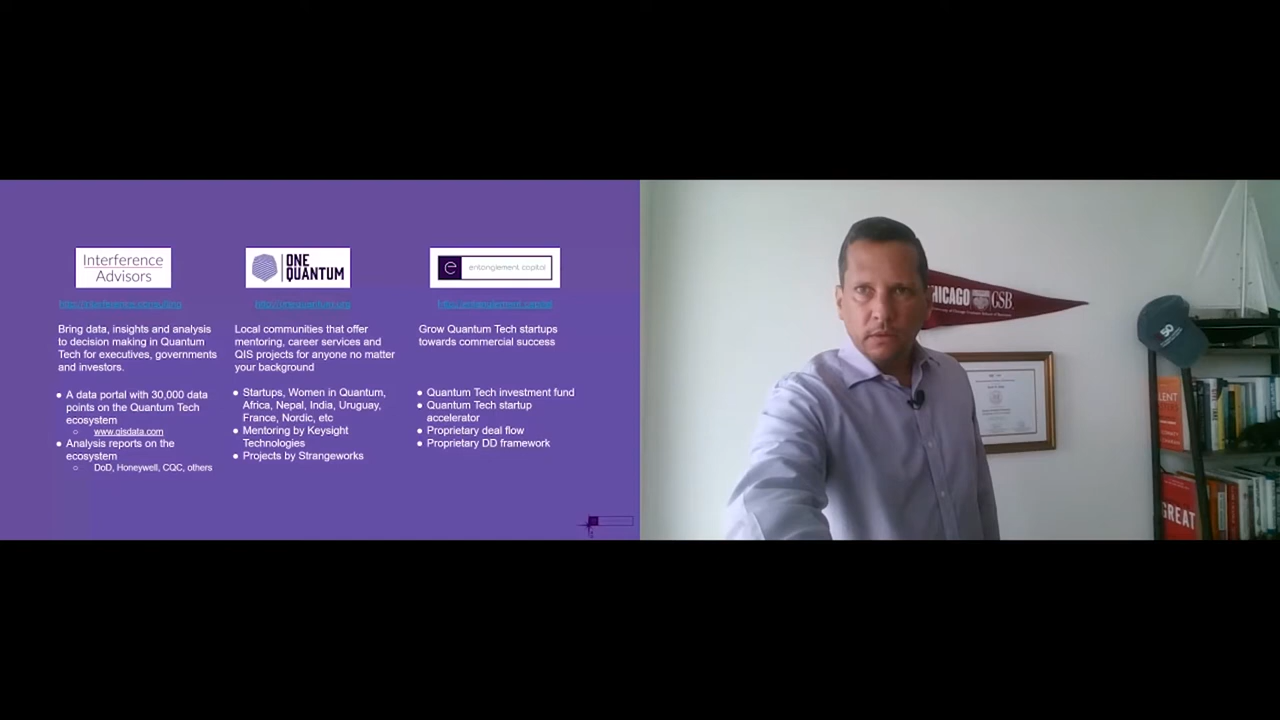 Interference
Advisors
ONE
QUANTUM
e
entanglement capital
Bring data, insights and analysis
to decision making in Quantum
Tech for executives, governments
and investors.
● A data portal with 30,000 data
points on the Quantum Tech
ecosystem
○ www.qisdata.com
● Analysis reports on the
ecosystem
○ DoD, Honeywell, CQC, others
Local communities that offer
mentoring, career services and
QIS projects for anyone no matter
your background
● Startups, Women in Quantum,
Africa, Nepal, India, Uruguay,
France, Nordic, etc
● Mentoring by Keysight
Technologies
● Projects by Strangeworks
Grow Quantum Tech startups
towards commercial success
● Quantum Tech investment fund
● Quantum Tech startup
accelerator
● Proprietary deal flow
● Proprietary DD framework
HICAGO GSB
50
GREAT